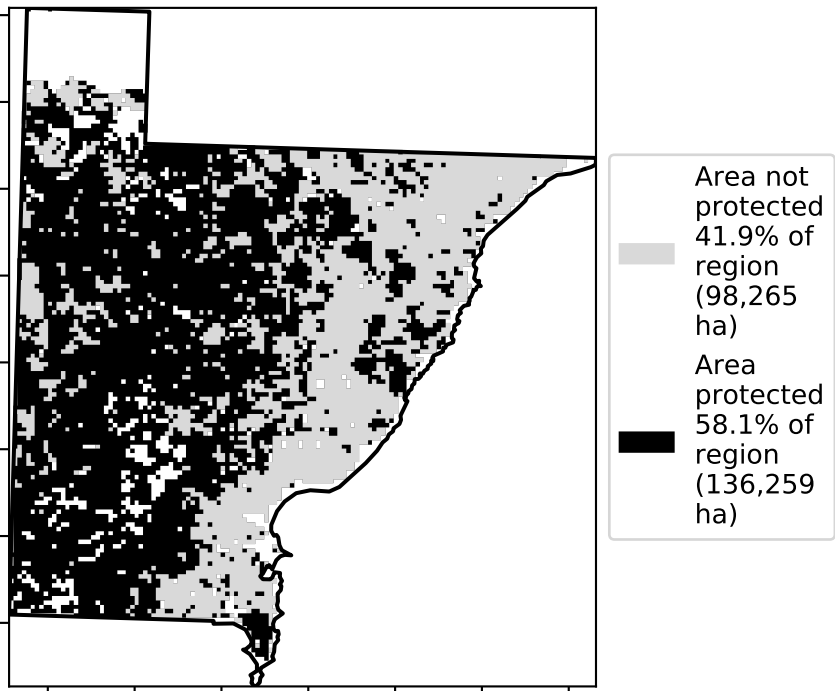 Area not
protected
41.9% of
region
(98,265
ha)
Area
protected
58.1% of
region
(136,259
ha)